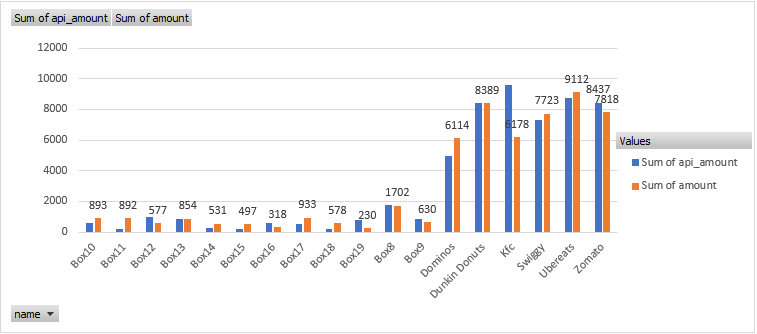 Sum of api_amount Sum of amount
12000
10000
8000
6000
4000
2000
0
893 892 577 854 531 497 318 933 578 230 1702 630 6114 8389 6178 7723 9112 8437 7818
Box10 Box11 Box12 Box13 Box14 Box15 Box16 Box17 Box18 Box19 Box8 Box9 Dominos Dunkin Donuts Kfc Swiggy Ubereats Zomato
Values
Sum of api_amount
Sum of amount
name